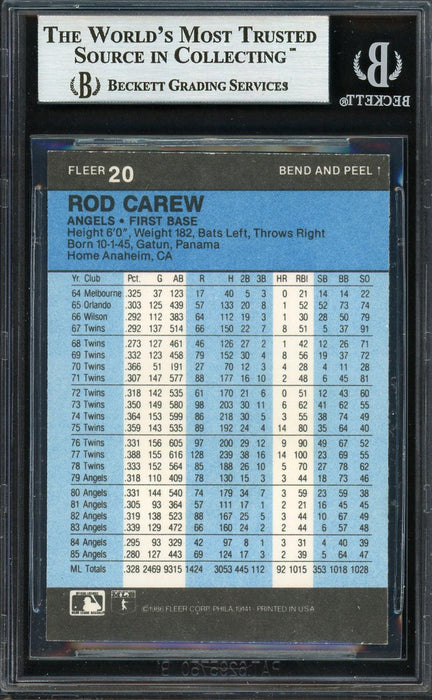 THE WORLD'S MOST TRUSTED
SOURCE IN COLLECTING™
BECKETT GRADING SERVICES
BECKETT
FLEER 20 BEND AND PEEL ↑
ROD CAREW
ANGELS • FIRST BASE
Height 6'0", Weight 182, Bats Left, Throws Right
Born 10-1-45, Gatun, Panama
Home Anaheim, CA
Yr. Club Pct. G AB R H 2B 3B HR RBI SB BB SO
64 Melbourne .325 37 123 17 40 5 3 0 21 14 14 22
65 Orlando .303 125 439 57 133 20 8 1 52 52 73 74
66 Wilson .292 112 383 64 112 19 3 1 30 28 50 79
67 Twins .292 137 514 66 150 22 7 8 51 5 37 91
68 Twins .273 127 461 46 126 27 2 1 42 12 26 71
69 Twins .332 123 458 79 152 30 4 8 56 19 37 72
70 Twins .366 51 191 27 70 12 3 4 28 4 11 28
71 Twins .307 147 577 88 177 16 10 2 48 6 45 81
72 Twins .318 142 535 61 170 21 6 0 51 12 43 60
73 Twins .350 149 580 98 203 30 11 6 62 41 62 55
74 Twins .364 153 599 86 218 30 5 3 55 38 74 49
75 Twins .359 143 535 89 192 24 4 14 80 35 64 40
76 Twins .331 156 605 97 200 29 12 9 90 49 67 52
77 Twins .388 155 616 128 239 38 16 14 100 23 69 55
78 Twins .333 152 564 85 188 26 10 5 70 27 78 62
79 Angels .318 110 409 78 130 15 3 3 44 18 73 46
80 Angels .331 144 540 74 179 34 7 3 59 23 59 38
81 Angels .305 93 364 57 111 17 1 2 21 16 45 45
82 Angels .319 138 523 88 167 25 5 3 44 10 67 49
83 Angels .339 129 472 66 160 24 2 2 44 6 57 48
84 Angels .295 93 329 42 97 8 1 3 31 4 40 39
85 Angels .280 127 443 69 124 17 3 2 39 5 64 47
ML Totals .328 2469 9315 1424 3053 445 112 92 1015 353 1018 1028
©1986 FLEER CORP. PHILA. 19141 - PRINTED IN U.S.A.